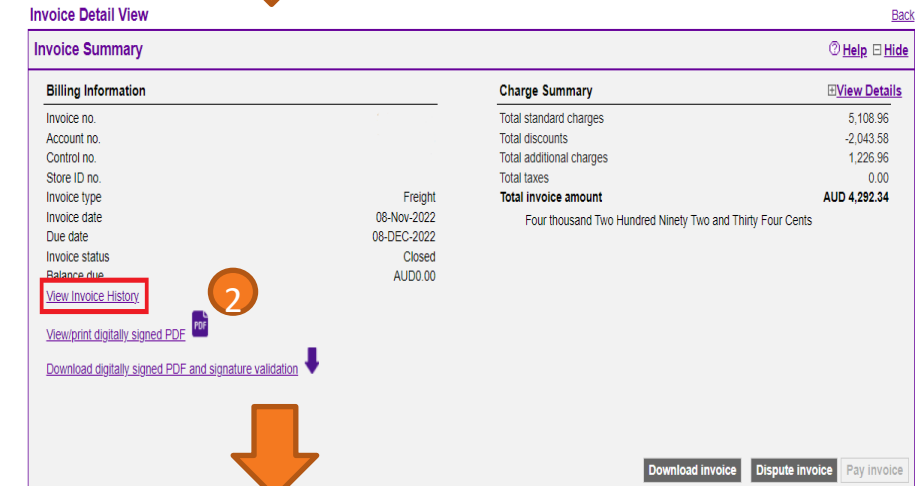 Invoice Detail View
Back
Invoice Summary
Help Hide
Billing Information
Invoice no.
Account no.
Control no.
Store ID no.
Invoice type Freight
Invoice date 08-Nov-2022
Due date 08-DEC-2022
Invoice status Closed
Balance due AUD0.00
View Invoice History
2
View/print digitally signed PDF
PDF
Download digitally signed PDF and signature validation
Charge Summary
View Details
Total standard charges 5,108.96
Total discounts -2,043.58
Total additional charges 1,226.96
Total taxes 0.00
Total invoice amount AUD 4,292.34
Four thousand Two Hundred Ninety Two and Thirty Four Cents
Download invoice Dispute invoice Pay invoice